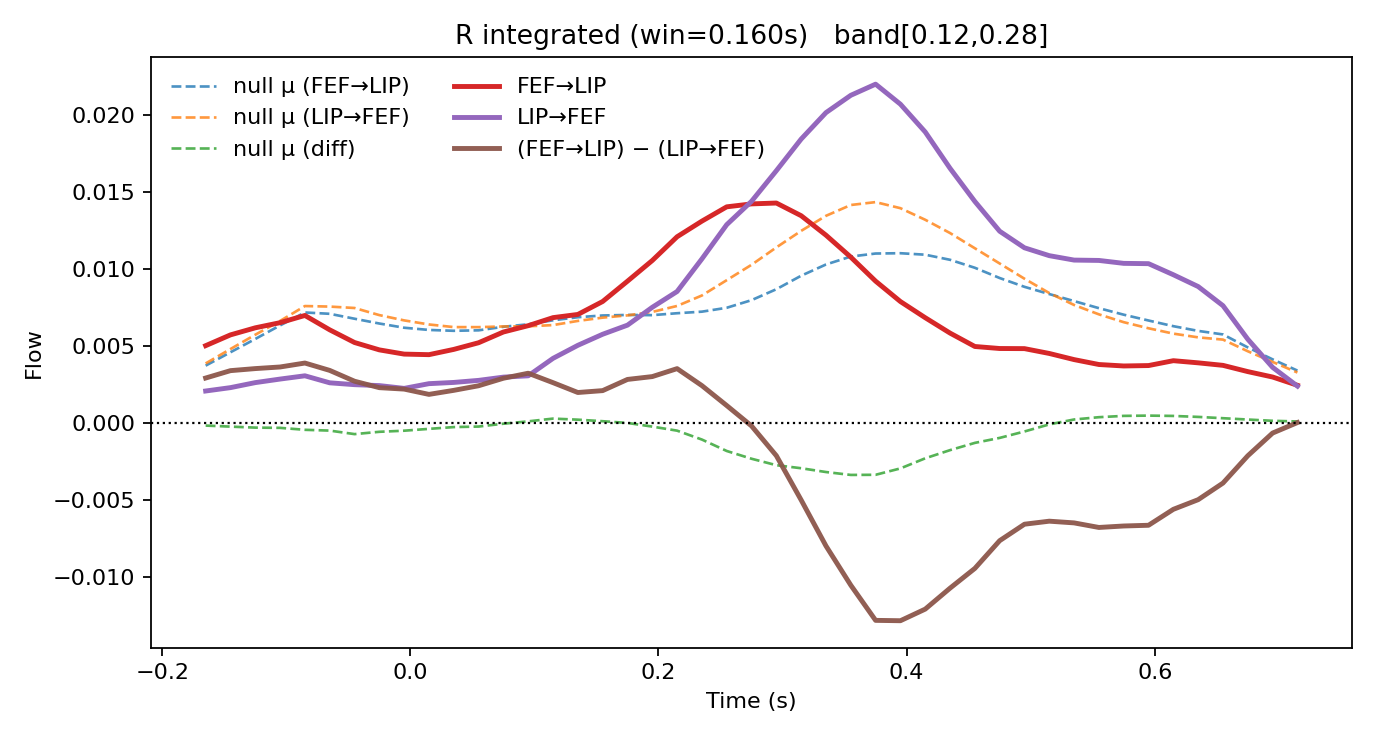 R integrated (win=0.160s)   band[0.12,0.28]
null μ (FEF→LIP)
null μ (LIP→FEF)
null μ (diff)
FEF→LIP
LIP→FEF
(FEF→LIP) − (LIP→FEF)
Flow
0.020
0.015
0.010
0.005
0.000
−0.005
−0.010
−0.2
0.0
0.2
0.4
0.6
Time (s)